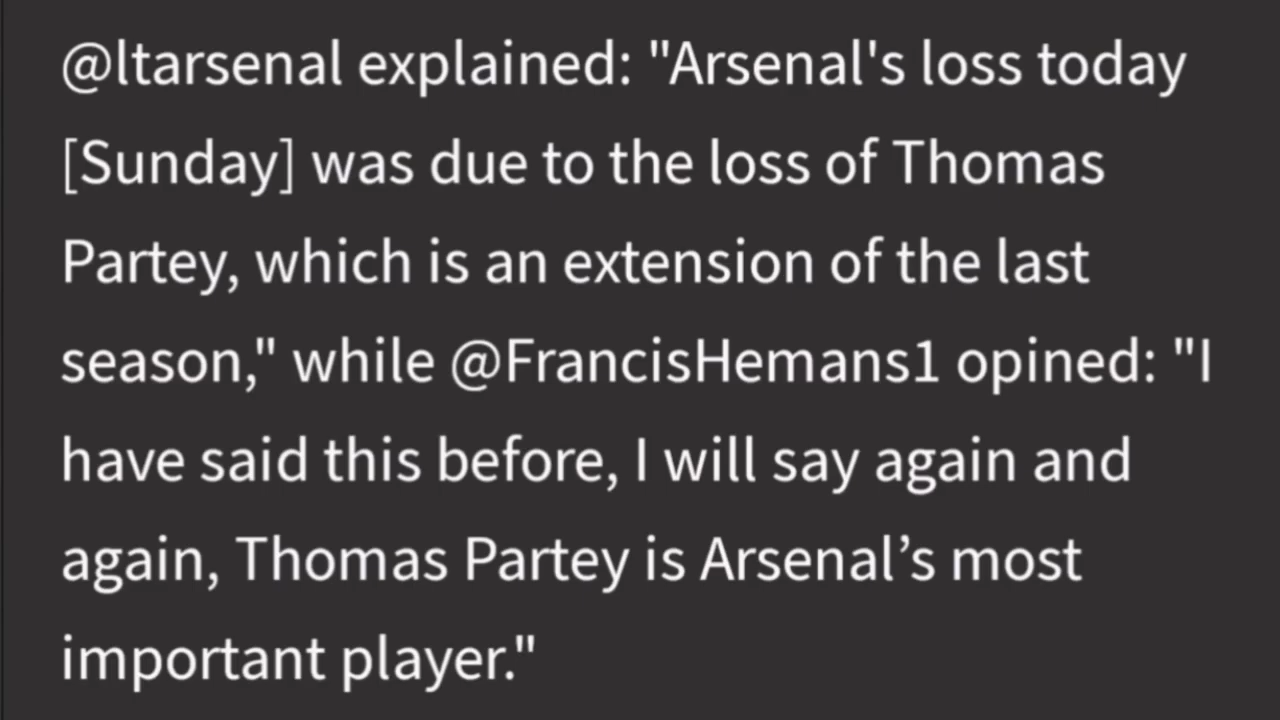 @ltarsenal explained: "Arsenal's loss today
[Sunday] was due to the loss of Thomas
Partey, which is an extension of the last
season," while @FrancisHemans1 opined: "I
have said this before, I will say again and
again, Thomas Partey is Arsenal’s most
important player."